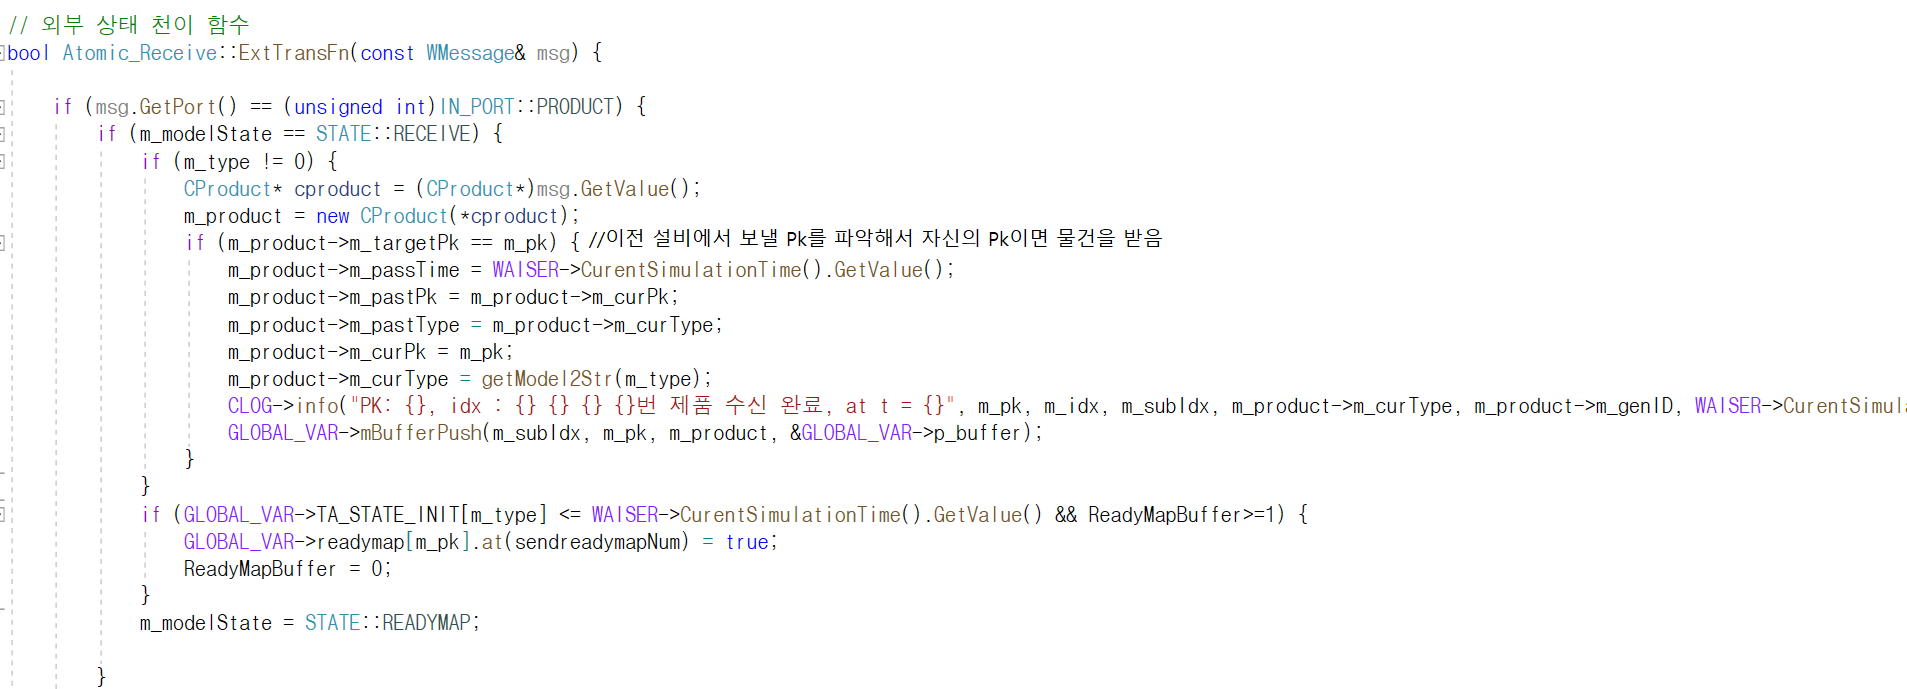 // 외부 상태 천이 함수
bool Atomic_Receive::ExtTransFn(const WMessage& msg) {
if (msg.GetPort() == (unsigned int)IN_PORT::PRODUCT) {
if (m_modelState == STATE::RECEIVE) {
if (m_type != 0) {
CProduct* cproduct = (CProduct*)msg.GetValue();
m_product = new CProduct(*cproduct);
if (m_product->m_targetPk == m_pk) { //이전 설비에서 보낼 Pk를 파악해서 자신의 Pk이면 물건을 받음
m_product->m_passTime = WAISER->CurentSimulationTime().GetValue();
m_product->m_pastPk = m_product->m_curPk;
m_product->m_pastType = m_product->m_curType;
m_product->m_curPk = m_pk;
m_product->m_curType = getModel2Str(m_type);
CLOG->info("PK: {}, idx : {} {} {} {}번 제품 수신 완료, at t = {}", m_pk, m_idx, m_subIdx, m_product->m_curType, m_product->m_genID, WAISER->CurentSimul
GLOBAL_VAR->mBufferPush(m_subIdx, m_pk, m_product, &GLOBAL_VAR->p_buffer);
}
}
if (GLOBAL_VAR->TA_STATE_INIT[m_type] <= WAISER->CurentSimulationTime().GetValue() && ReadyMapBuffer>=1) {
GLOBAL_VAR->readymap[m_pk].at(sendreadymapNum) = true;
ReadyMapBuffer = 0;
}
m_modelState = STATE::READYMAP;
}